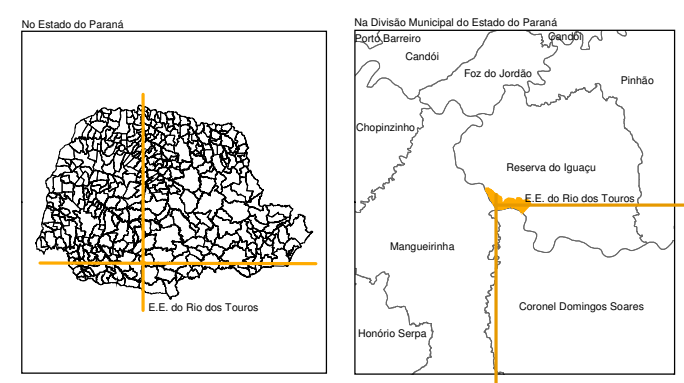 No Estado do Paraná
E.E. do Rio dos Touros
Na Divisão Municipal do Estado do Paraná
Porto Barreiro
Candói
Candói
Foz do Jordão
Pinhão
Chopinzinho
Reserva do Iguaçu
E.E. do Rio dos Touros
Mangueirinha
Coronel Domingos Soares
Honório Serpa